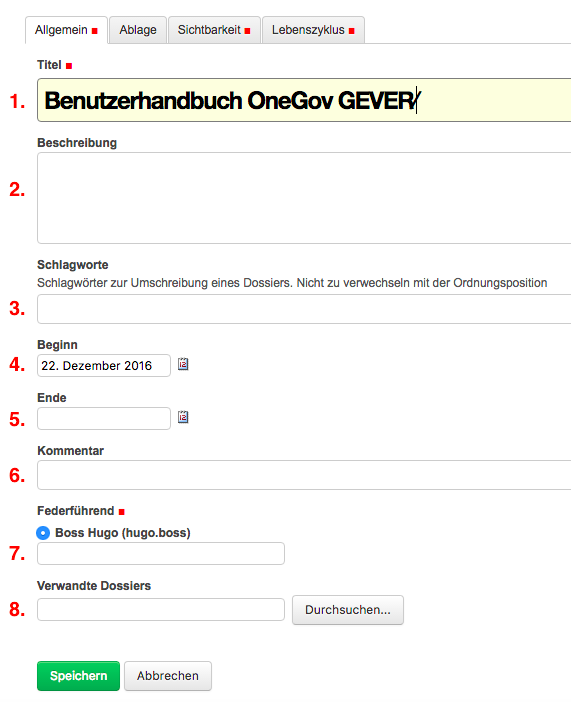 Allgemein Ablage Sichtbarkeit Lebenszyklus
Titel
1. Benutzerhandbuch OneGov GEVER/
Beschreibung
2.
Schlagworte
Schlagwörter zur Umschreibung eines Dossiers. Nicht zu verwechseln mit der Ordnungsposition
3.
Beginn
4. 22. Dezember 2016 12
Ende
5. 12
Kommentar
6.
Federführend
Boss Hugo (hugo.boss)
7.
Verwandte Dossiers
8. Durchsuchen...
Speichern Abbrechen